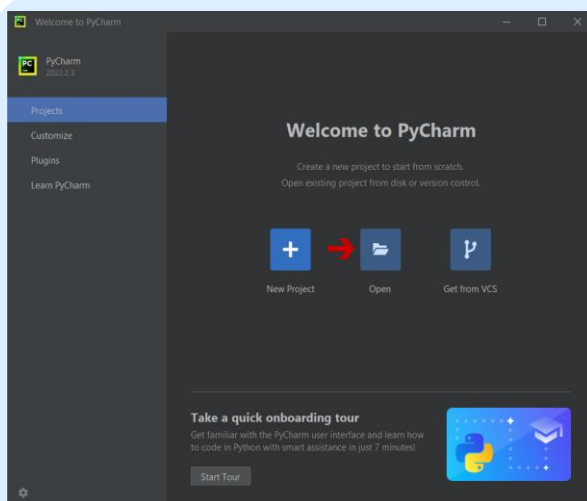 Welcome to PyCharm
PC
PyCharm
2022.2.3
Projects
Customize
Plugins
Learn PyCharm
Welcome to PyCharm
Create a new project to start from scratch.
Open existing project from disk or version control.
New Project
Open
Get from VCS
Take a quick onboarding tour
Get familiar with the PyCharm user interface and learn how
to code in Python with smart assistance in just 7 minutes!
Start Tour